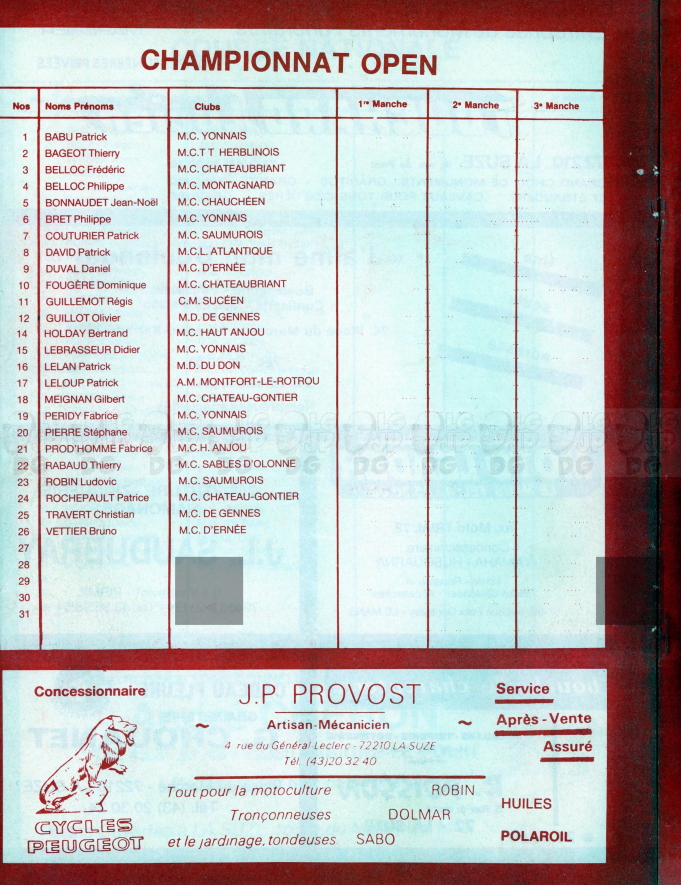 CHAMPIONNAT OPEN
Nos Noms Prénoms Clubs 1re Manche 2e Manche 3e Manche
1 BABU Patrick M.C. YONNAIS
2 BAGEOT Thierry M.C.T T HERBLINOIS
3 BELLOC Frédéric M.C. CHATEAUBRIANT
4 BELLOC Philippe M.C. MONTAGNARD
5 BONNAUDET Jean-Noël M.C. CHAUCHÉEN
6 BRET Philippe M.C. YONNAIS
7 COUTURIER Patrick M.C. SAUMUROIS
8 DAVID Patrick M.C.L. ATLANTIQUE
9 DUVAL Daniel M.C. D'ERNÉE
10 FOUGÈRE Dominique M.C. CHATEAUBRIANT
11 GUILLEMOT Régis C.M. SUCÉEN
12 GUILLOT Olivier M.D. DE GENNES
14 HOLDAY Bertrand M.C. HAUT ANJOU
15 LEBRASSEUR Didier M.C. YONNAIS
16 LELAN Patrick M.D. DU DON
17 LELOUP Patrick A.M. MONTFORT-LE-ROTROU
18 MEIGNAN Gilbert M.C. CHATEAU-GONTIER
19 PERIDY Fabrice M.C. YONNAIS
20 PIERRE Stéphane M.C. SAUMUROIS
21 PROD'HOMME Fabrice M.C.H. ANJOU
22 RABAUD Thierry M.C. SABLES D'OLONNE
23 ROBIN Ludovic M.C. SAUMUROIS
24 ROCHEPAULT Patrice M.C. CHATEAU-GONTIER
25 TRAVERT Christian M.C. DE GENNES
26 VETTIER Bruno M.C. D'ERNÉE
27
28
29
30
31
Concessionnaire
CYCLES
PEUGEOT
J.P PROVOST
~ Artisan-Mécanicien ~
4 rue du Général Leclerc - 72210 LA SUZE
Tél. (43) 20 32 40
Tout pour la motoculture ROBIN
Tronçonneuses DOLMAR
et le jardinage, tondeuses SABO
Service
Après-Vente
Assuré
HUILES
POLAROIL